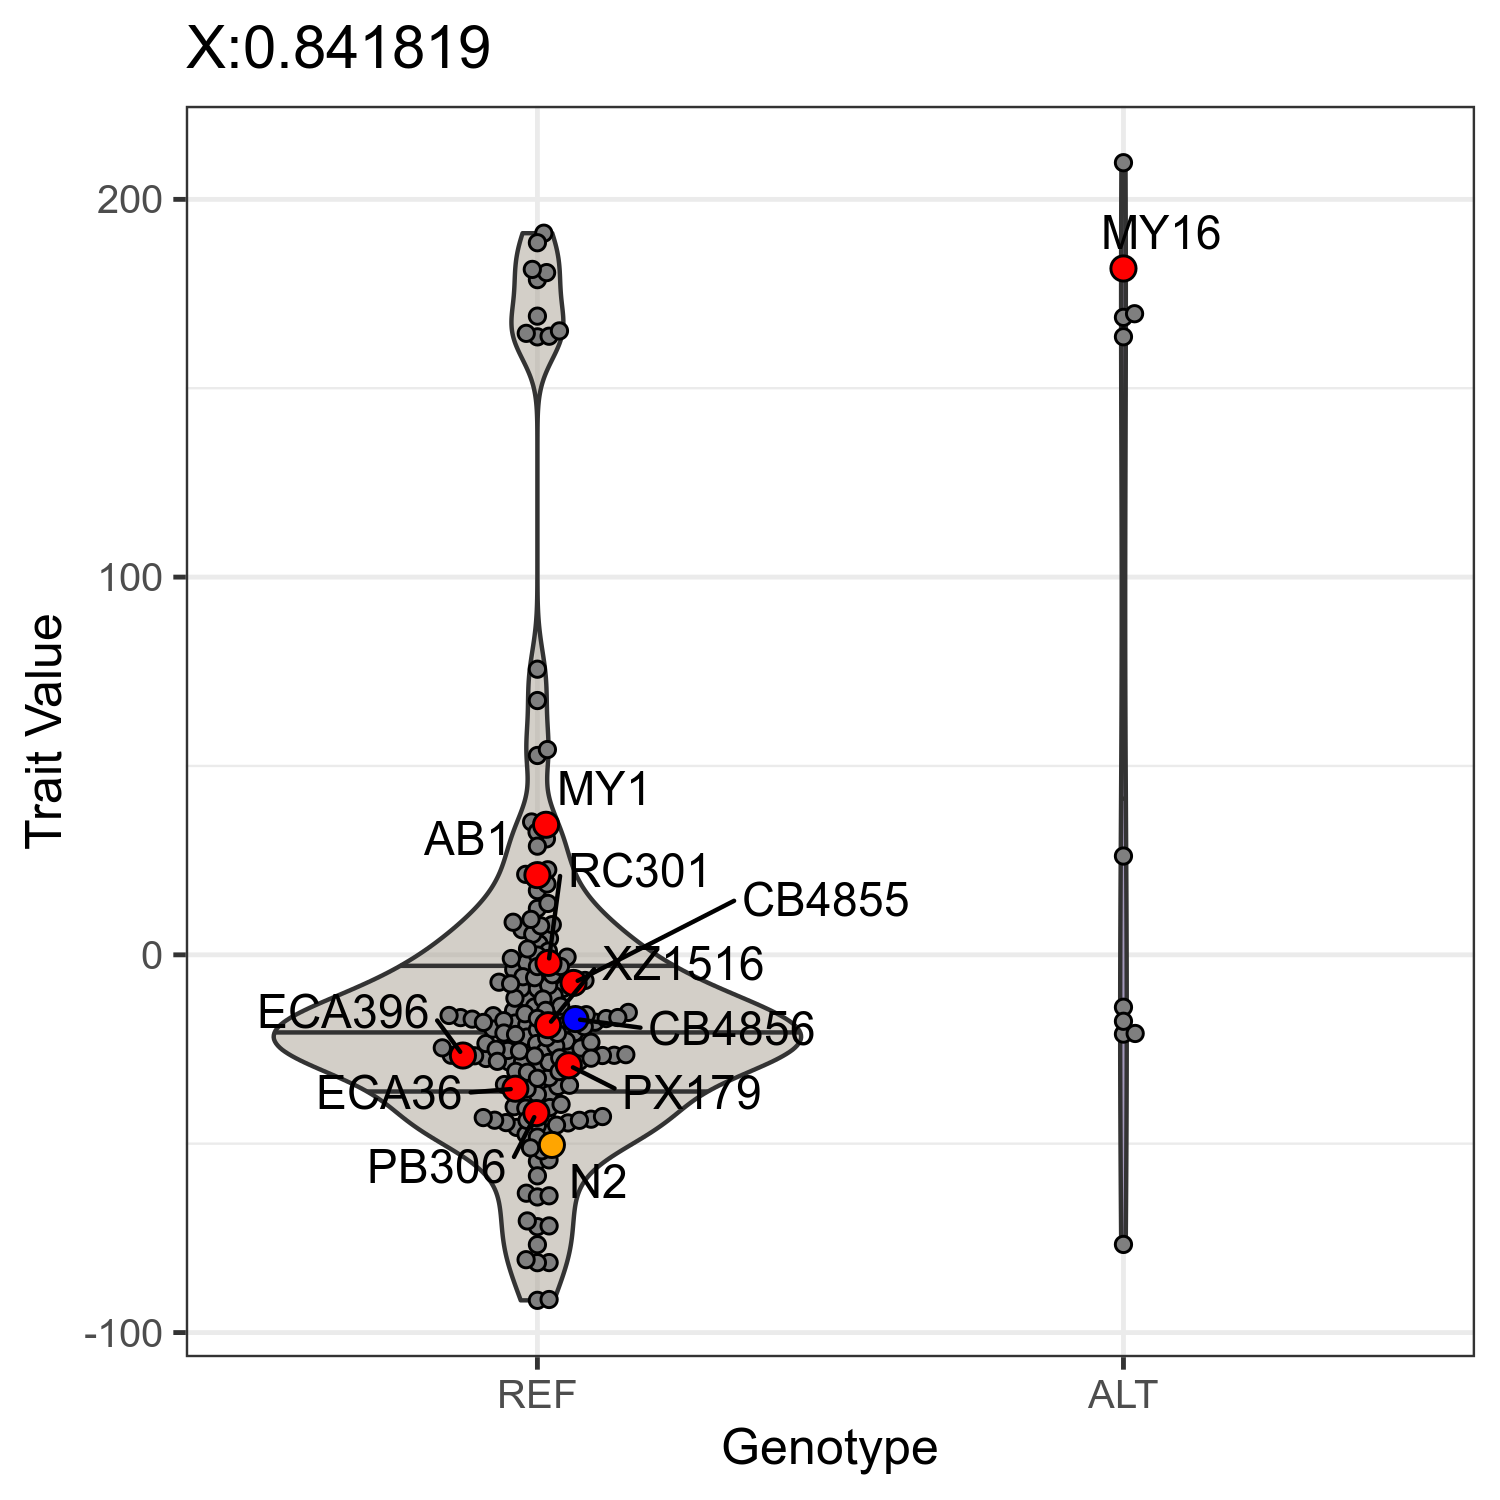 X:0.841819
200
100
0
-100
Trait Value
MY16
MY1
AB1
RC301
CB4855
XZ1516
ECA396
CB4856
ECA36
PX179
PB306
N2
REF
ALT
Genotype